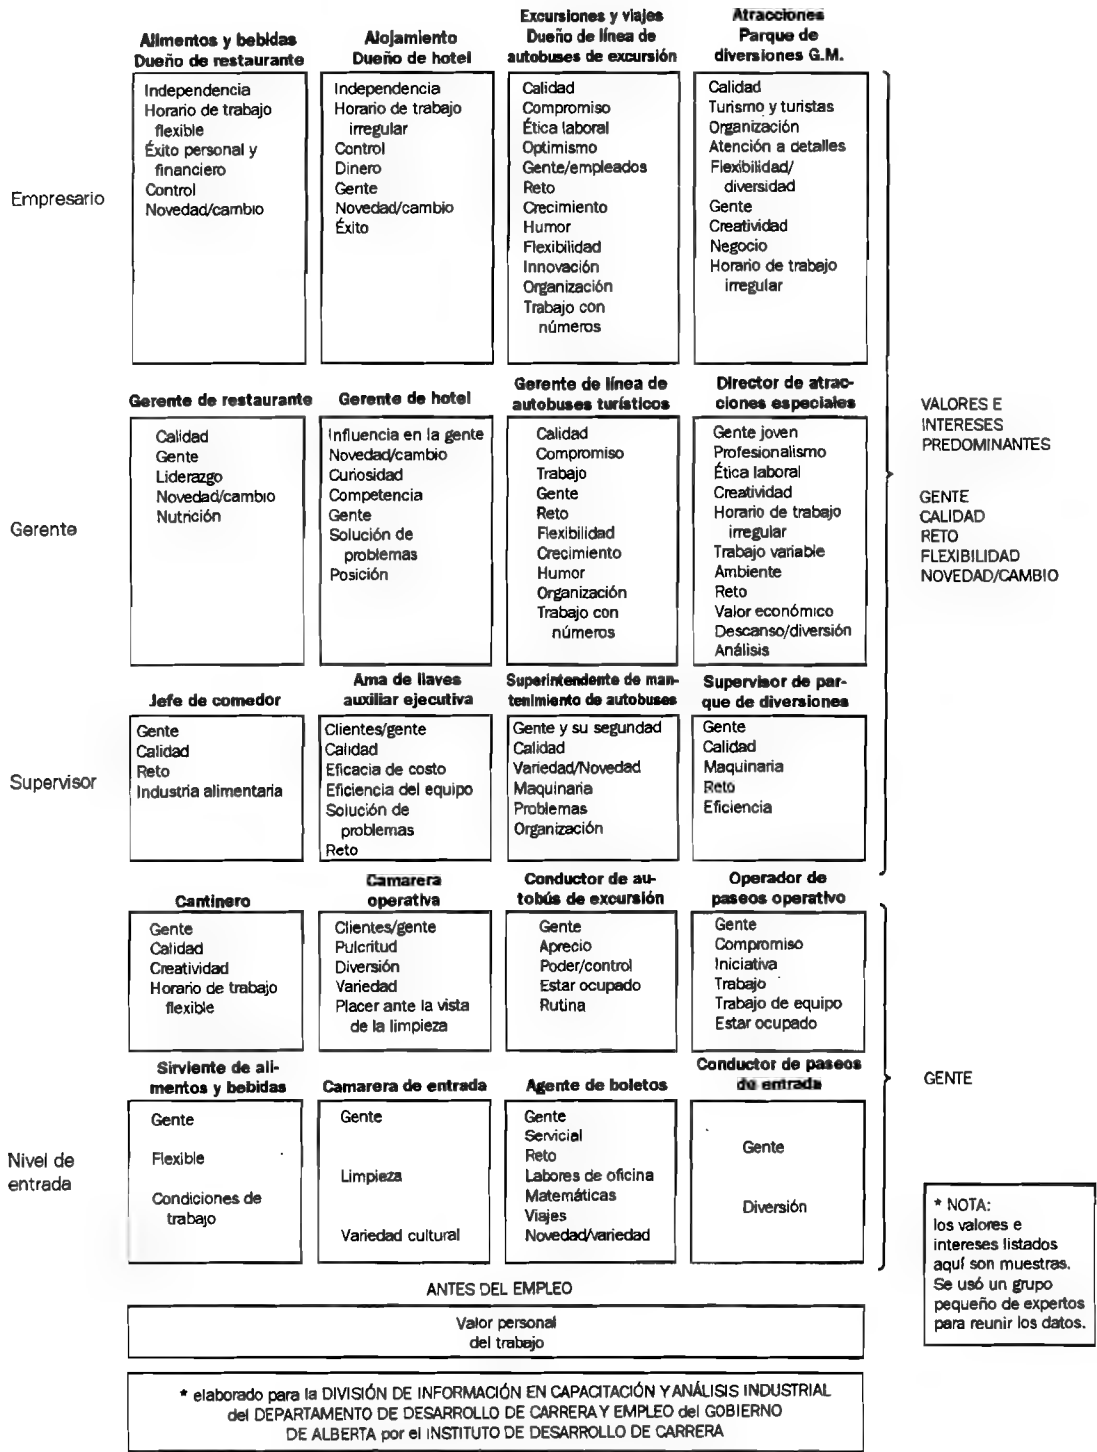 Alimentos y bebidas
Dueño de restaurante
Independencia
Horario de trabajo
flexible
Éxito personal y
financiero
Control
Novedad/cambio
Alojamiento
Dueño de hotel
Independencia
Horario de trabajo
irregular
Control
Dinero
Gente
Novedad/cambio
Éxito
Excursiones y viajes
Dueño de línea de
autobuses de excursión
Calidad
Compromiso
Ética laboral
Optimismo
Gente/empleados
Reto
Crecimiento
Humor
Flexibilidad
Innovación
Organización
Trabajo con
números
Atracciones
Parque de
diversiones G.M.
Calidad
Turismo y turistas
Organización
Atención a detalles
Flexibilidad/
diversidad
Gente
Creatividad
Negocio
Horario de trabajo
irregular
Empresario
Gerente de restaurante
Calidad
Gente
Liderazgo
Novedad/cambio
Nutrición
Gerente de hotel
Influencia en la gente
Novedad/cambio
Curiosidad
Competencia
Gente
Solución de
problemas
Posición
Gerente de línea de
autobuses turísticos
Calidad
Compromiso
Trabajo
Gente
Reto
Flexibilidad
Crecimiento
Humor
Organización
Trabajo con
números
Director de atrac-
ciones especiales
Gente joven
Profesionalismo
Ética laboral
Creatividad
Horario de trabajo
irregular
Trabajo variable
Ambiente
Reto
Valor económico
Descanso/diversión
Análisis
Gerente
VALORES E
INTERESES
PREDOMINANTES
GENTE
CALIDAD
RETO
FLEXIBILIDAD
NOVEDAD/CAMBIO
Jefe de comedor
Gente
Calidad
Reto
Industria alimentaria
Ama de llaves
auxiliar ejecutiva
Clientes/gente
Calidad
Eficacia de costo
Eficiencia del equipo
Solución de
problemas
Reto
Superintendente de man-
tenimiento de autobuses
Gente y su seguridad
Calidad
Variedad/Novedad
Maquinaria
Problemas
Organización
Supervisor de par-
que de diversiones
Gente
Calidad
Maquinaria
Reto
Eficiencia
Supervisor
Cantinero
Gente
Calidad
Creatividad
Horario de trabajo
flexible
Camarera
operativa
Clientes/gente
Pulcritud
Diversión
Variedad
Placer ante la vista
de la limpieza
Conductor de au-
tobús de excursión
Gente
Aprecio
Poder/control
Estar ocupado
Rutina
Operador de
paseos operativo
Gente
Compromiso
Iniciativa
Trabajo
Trabajo de equipo
Estar ocupado
Sirviente de ali-
mentos y bebidas
Gente
Flexible
Condiciones de
trabajo
Camarera de entrada
Gente
Limpieza
Variedad cultural
Agente de boletos
Gente
Servicial
Reto
Labores de oficina
Matemáticas
Viajes
Novedad/variedad
Conductor de paseos
de entrada
Gente
Diversión
Nivel de
entrada
GENTE
* NOTA:
los valores e
intereses listados
aquí son muestras.
Se usó un grupo
pequeño de expertos
para reunir los datos.
ANTES DEL EMPLEO
Valor personal
del trabajo
* elaborado para la DIVISIÓN DE INFORMACIÓN EN CAPACITACIÓN Y ANÁLISIS INDUSTRIAL
del DEPARTAMENTO DE DESARROLLO DE CARRERA Y EMPLEO del GOBIERNO
DE ALBERTA por el INSTITUTO DE DESARROLLO DE CARRERA